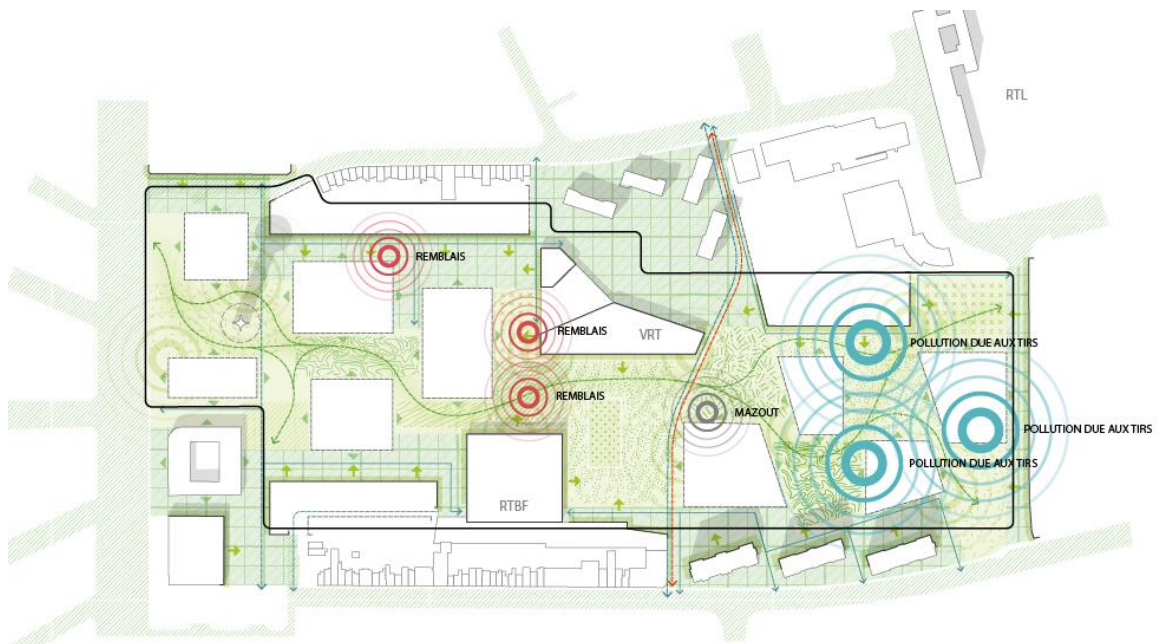 RTL
REMBLAIS
REMBLAIS
VRT
POLLUTION DUE AUX TIRS
REMBLAIS
MAZOUT
POLLUTION DUE AUX TIRS
POLLUTION DUE AUX TIRS
RTBF